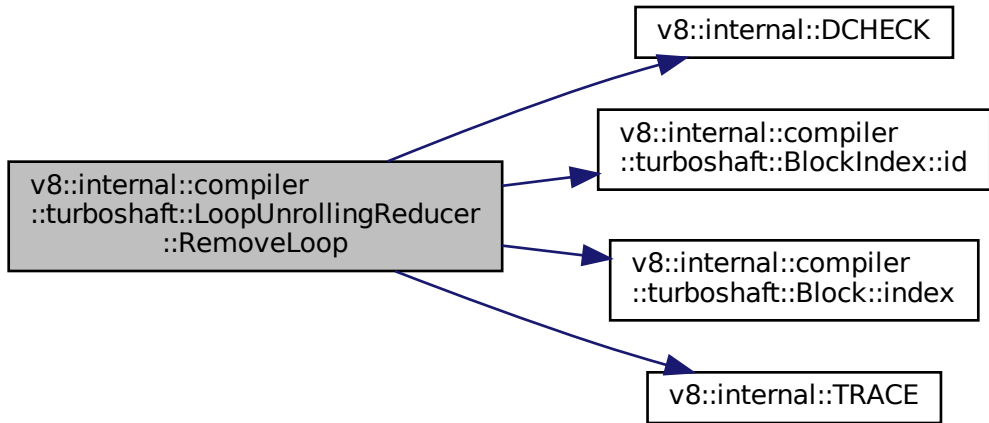 v8::internal::compiler
::turboshaft::LoopUnrollingReducer
::RemoveLoop
v8::internal::DCHECK
v8::internal::compiler
::turboshaft::BlockIndex::id
v8::internal::compiler
::turboshaft::Block::index
v8::internal::TRACE